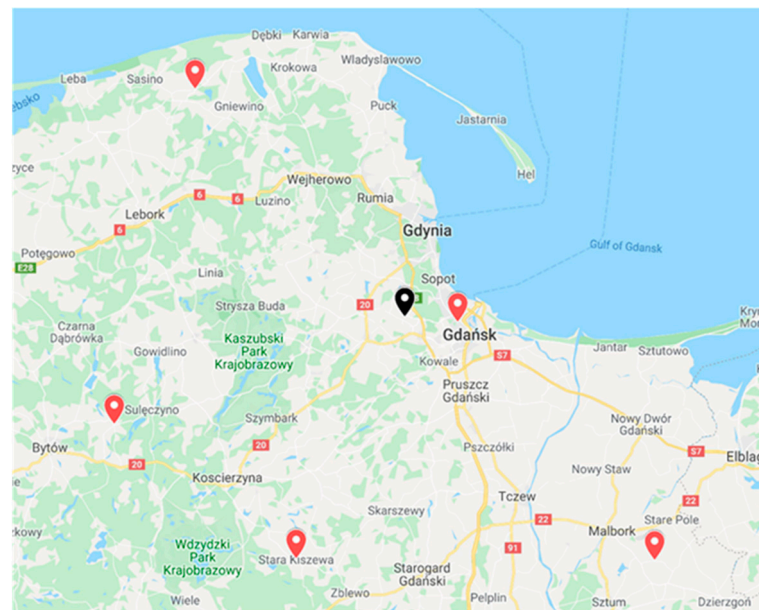 Dębki
Karwia
Władysławowo
Łeba
Sasino
Krokowa
Gniewino
Puck
Jastarnia
Hel
Wejherowo
6
6
Luzino
Rumia
Lebork
6
Gdynia
Potęgowo
E28
Gulf of Gdansk
Linia
Sopot
Strysza Buda
20
Czarna
Dąbrówka
Gowidlino
Kaszubski
Park
Krajobrazowy
Gdańsk
Kowale
S7
Jantar
Sztutowo
Pruszcz
Gdański
Sulęczyno
Szymbark
Nowy Dwór
Gdański
Bytów
20
20
Pszczółki
S7
Elbląg
Koscierzyna
Nowy Staw
Tczew
22
Skarszewy
22
Malbork
Stare Pole
Wdzydzki
Park
Krajobrazowy
Stara Kiszewa
91
Starogard
Gdański
Zblewo
Wiele
Pelplin
Sztum
Dzierzgoń